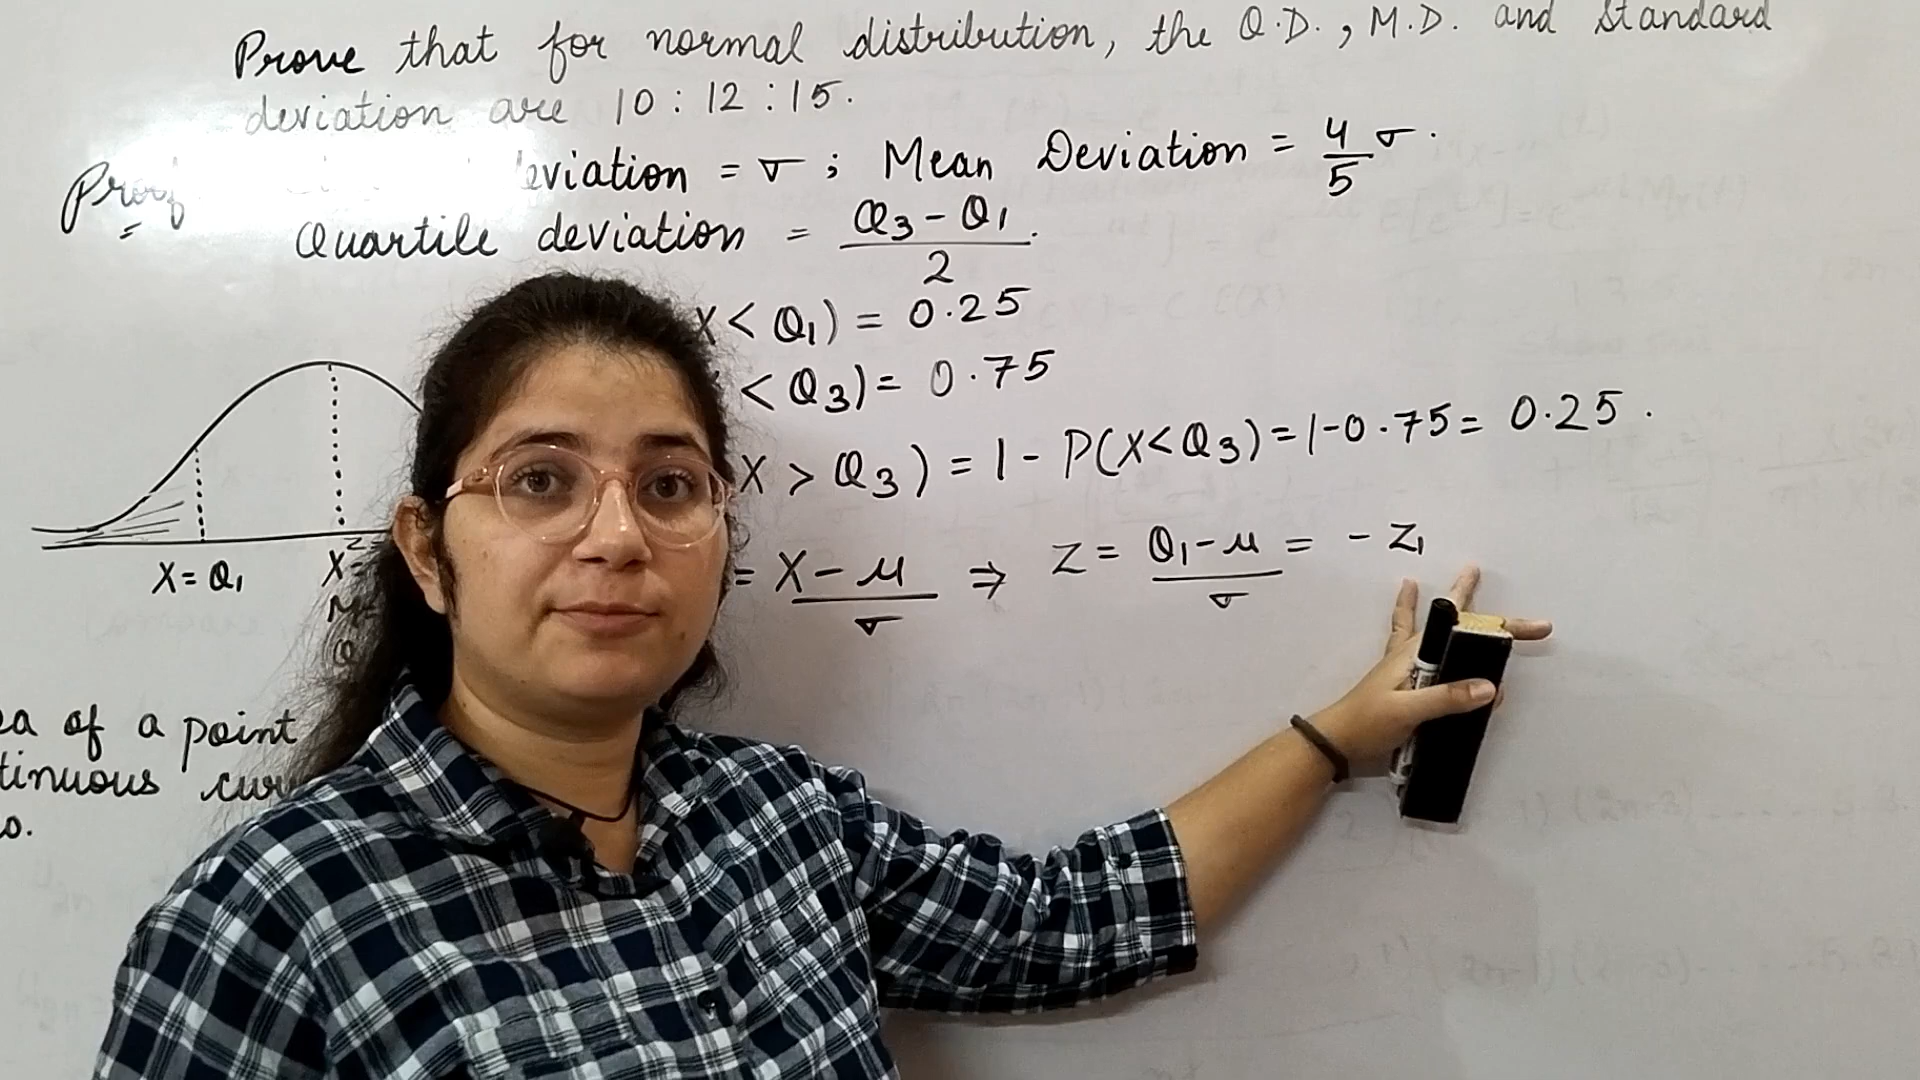 Prove that for normal distribution, the Q.D., M.D. and standard
deviation are 10 : 12 : 15.
Proof
eviation = σ ; Mean Deviation = 4/5 σ.
Quartile deviation = Q3 - Q1 / 2.
X < Q1) = 0.25
< Q3) = 0.75
X > Q3) = 1 - P(X<Q3) = 1-0.75 = 0.25.
= X - μ / σ ⇒ Z = Q1 - μ / σ = - Z1
X = Q1
X =
M
Q
ea of a point
tinuous cur
o.